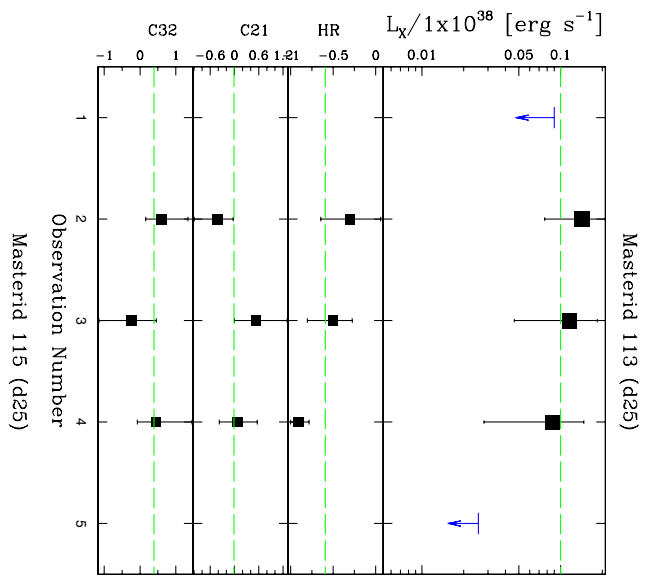 Masterid 113 (d25)
L_X/1x10^38 [erg s^−1]
0.01 0.05 0.1
HR
−1 −0.5 0
C21
−0.6 0 0.6 1.2
C32
−1 0 1
1 2 3 4 5
Observation Number
Masterid 115 (d25)